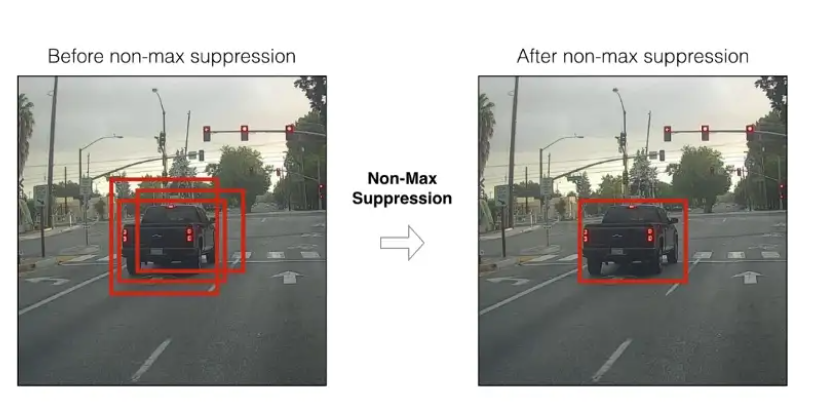 Before non-max suppression
After non-max suppression
Non-Max
Suppression